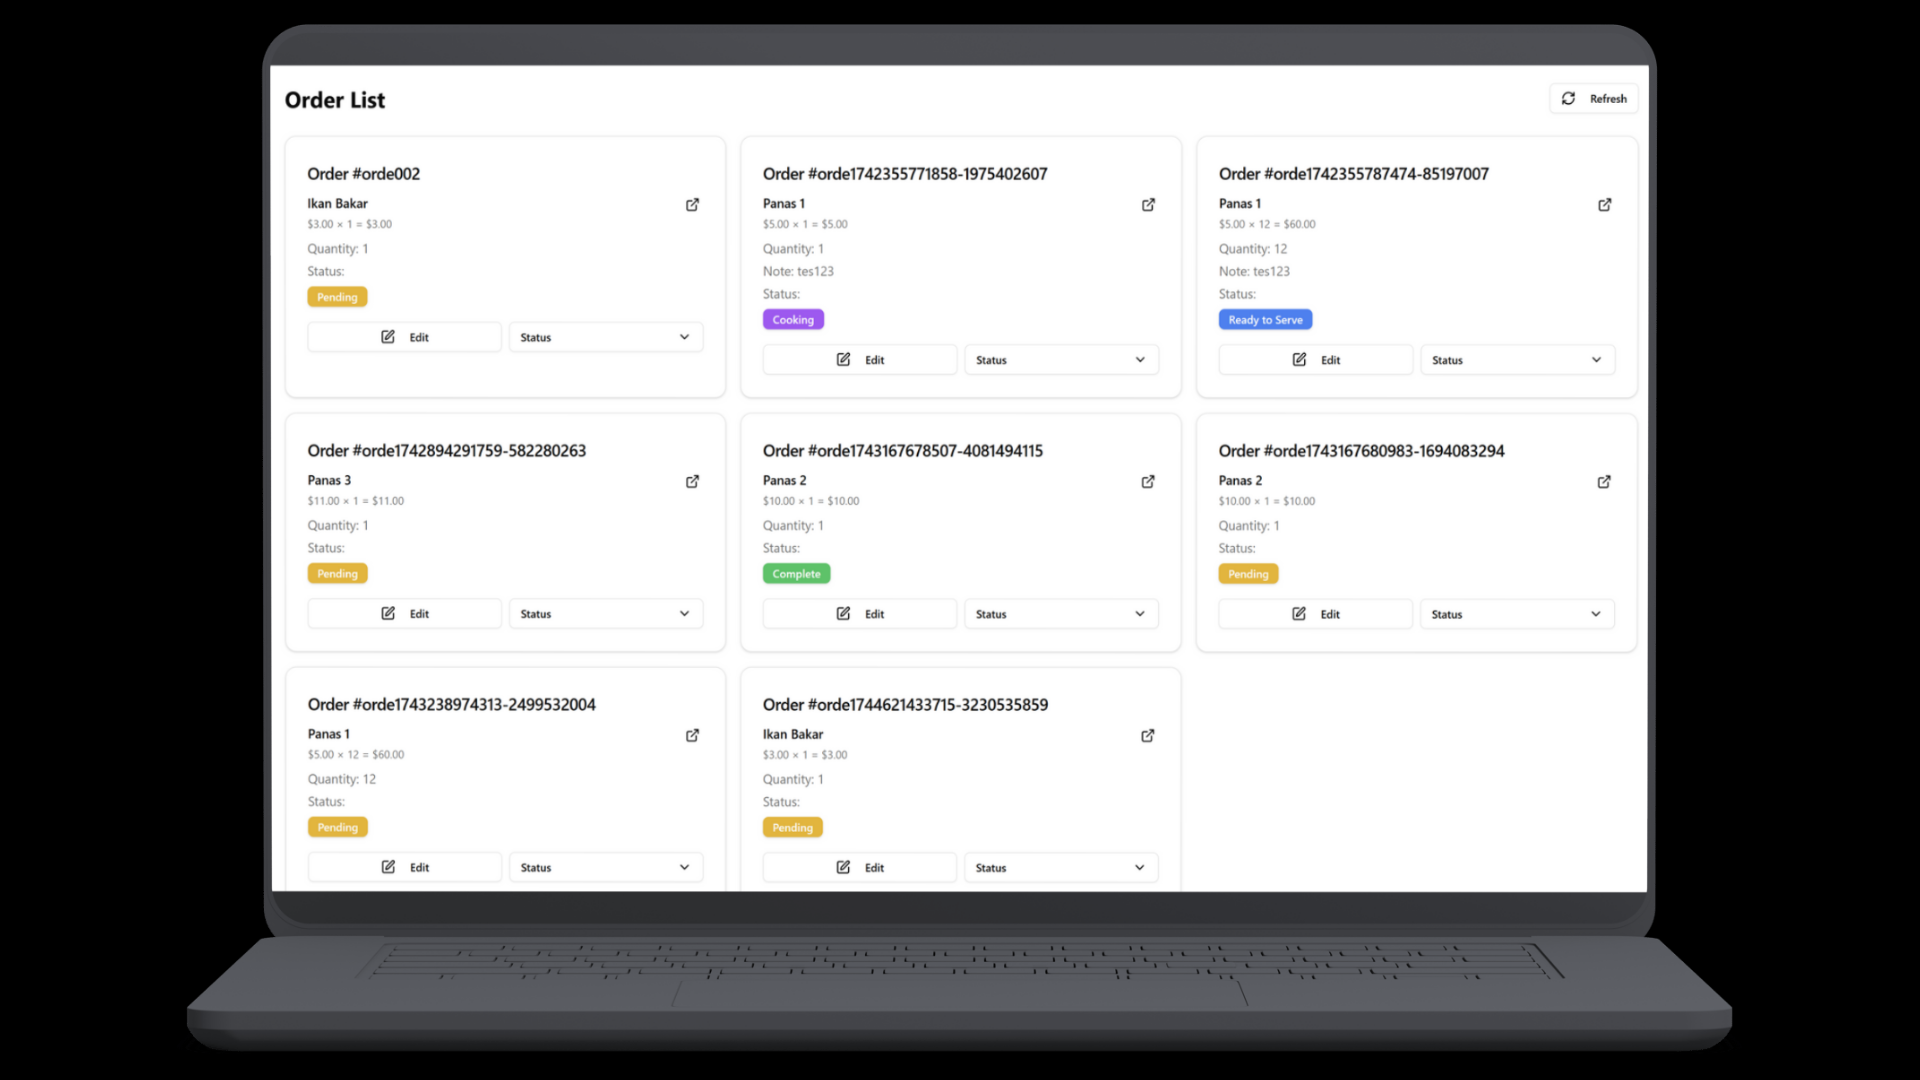 Order List
Refresh
Order #orde002
Ikan Bakar
$3.00 × 1 = $3.00
Quantity: 1
Status:
Pending
Edit
Status
Order #orde1742355771858-1975402607
Panas 1
$5.00 × 1 = $5.00
Quantity: 1
Note: tes123
Status:
Cooking
Edit
Status
Order #orde1742355787474-85197007
Panas 1
$5.00 × 12 = $60.00
Quantity: 12
Note: tes123
Status:
Ready to Serve
Edit
Status
Order #orde1742894291759-582280263
Panas 3
$11.00 × 1 = $11.00
Quantity: 1
Status:
Pending
Edit
Status
Order #orde1743167678507-4081494115
Panas 2
$10.00 × 1 = $10.00
Quantity: 1
Status:
Complete
Edit
Status
Order #orde1743167680983-1694083294
Panas 2
$10.00 × 1 = $10.00
Quantity: 1
Status:
Pending
Edit
Status
Order #orde1743238974313-2499532004
Panas 1
$5.00 × 12 = $60.00
Quantity: 12
Status:
Pending
Edit
Status
Order #orde1744621433715-3230535859
Ikan Bakar
$3.00 × 1 = $3.00
Quantity: 1
Status:
Pending
Edit
Status